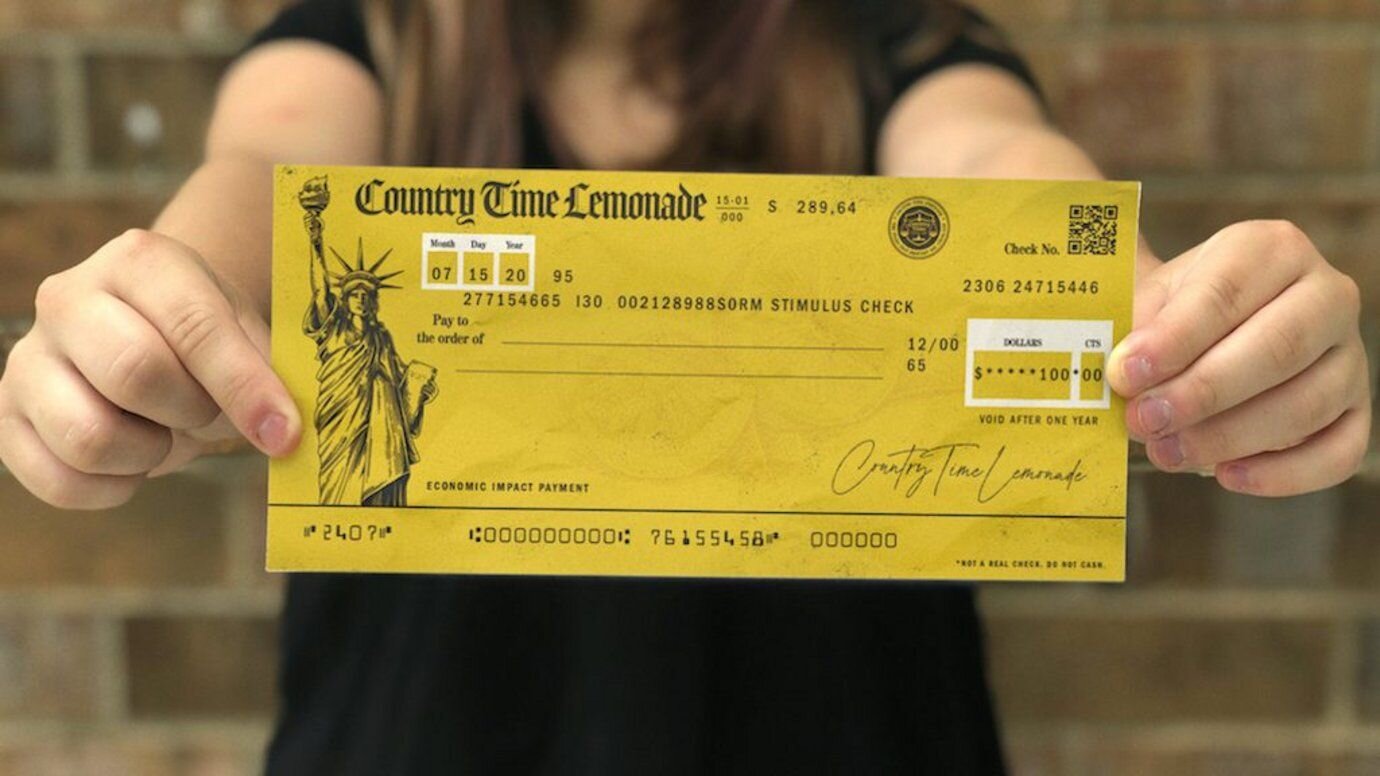 Country Time Lemonade 15-01 000 S 289,64
Check No.
Month Day Year
07 15 20 95
2306 24715446
277154665 I30 002128988SORM STIMULUS CHECK
Pay to
the order of
12/00
65
DOLLARS CTS
$*****100*00
VOID AFTER ONE YEAR
Country Time Lemonade
ECONOMIC IMPACT PAYMENT
⑈2407⑈ ⑆000000000⑆ 76155458⑈ 000000
*NOT A REAL CHECK. DO NOT CASH.